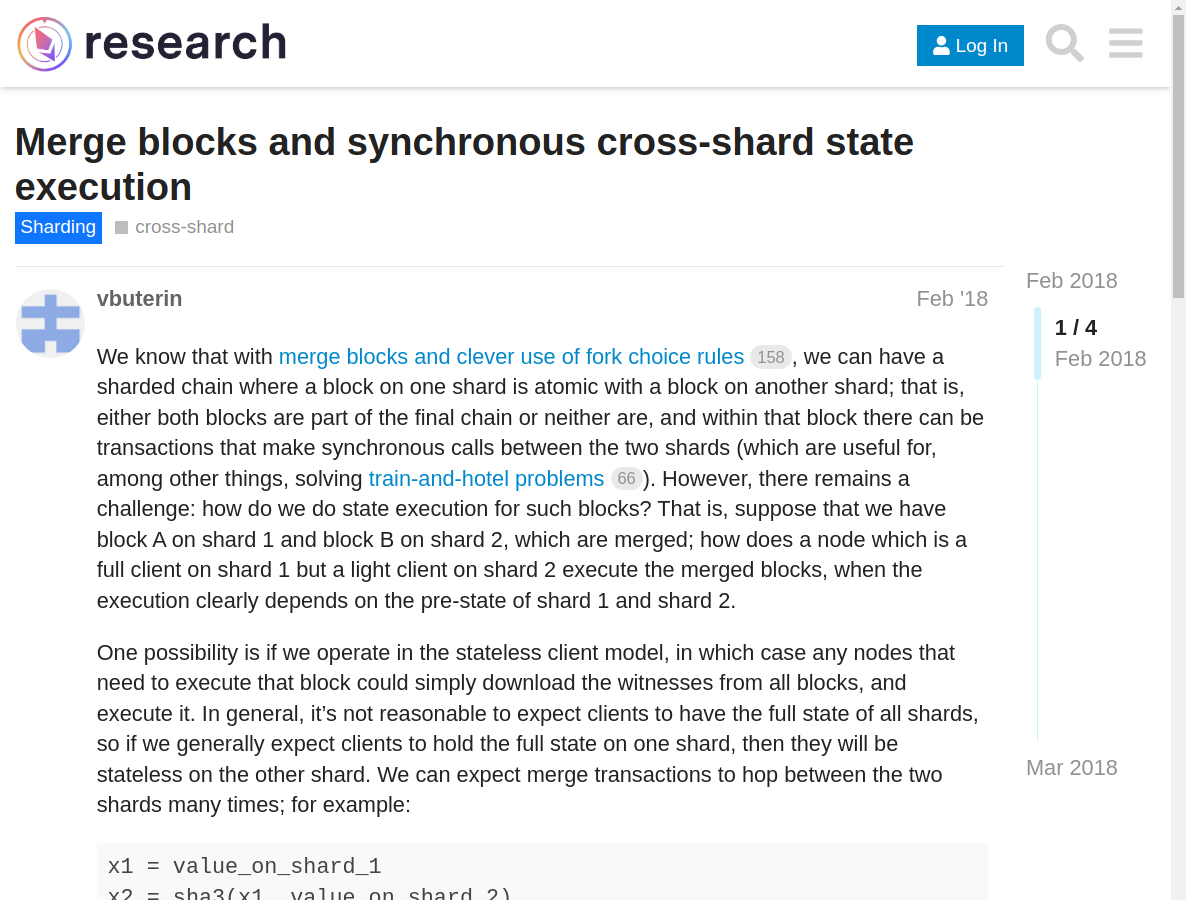 research
Log In
Merge blocks and synchronous cross-shard state
execution
Sharding cross-shard
vbuterin Feb '18
We know that with merge blocks and clever use of fork choice rules 158, we can have a
sharded chain where a block on one shard is atomic with a block on another shard; that is,
either both blocks are part of the final chain or neither are, and within that block there can be
transactions that make synchronous calls between the two shards (which are useful for,
among other things, solving train-and-hotel problems 66). However, there remains a
challenge: how do we do state execution for such blocks? That is, suppose that we have
block A on shard 1 and block B on shard 2, which are merged; how does a node which is a
full client on shard 1 but a light client on shard 2 execute the merged blocks, when the
execution clearly depends on the pre-state of shard 1 and shard 2.
One possibility is if we operate in the stateless client model, in which case any nodes that
need to execute that block could simply download the witnesses from all blocks, and
execute it. In general, it’s not reasonable to expect clients to have the full state of all shards,
so if we generally expect clients to hold the full state on one shard, then they will be
stateless on the other shard. We can expect merge transactions to hop between the two
shards many times; for example:
x1 = value_on_shard_1
x2 = sha3(x1, value_on_shard_2)
Feb 2018
1 / 4
Feb 2018
Mar 2018